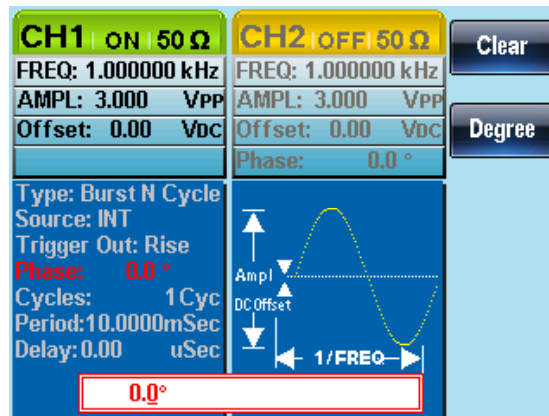 CH1 ON 50 Ω
FREQ: 1.000000 kHz
AMPL: 3.000 VPP
Offset: 0.00 VDC
CH2 OFF 50 Ω
FREQ: 1.000000 kHz
AMPL: 3.000 VPP
Offset: 0.00 VDC
Phase: 0.0 °
Clear
Degree
Type: Burst N Cycle
Source: INT
Trigger Out: Rise
Phase: 0.0 °
Cycles: 1 Cyc
Period:10.0000mSec
Delay:0.00 uSec
Ampl
DC Offset
1/FREQ
0.0°